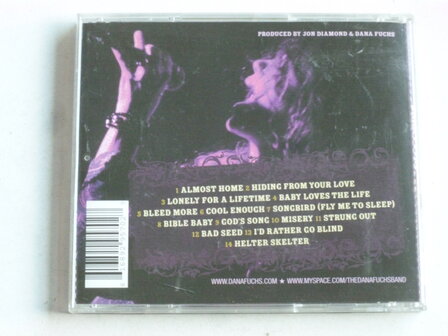 PRODUCED BY JON DIAMOND & DANA FUCHS
1 ALMOST HOME 2 HIDING FROM YOUR LOVE
3 LONELY FOR A LIFETIME 4 BABY LOVES THE LIFE
5 BLEED MORE 6 COOL ENOUGH 7 SONGBIRD (FLY ME TO SLEEP)
8 BIBLE BABY 9 GOD'S SONG 10 MISERY 11 STRUNG OUT
12 BAD SEED 13 I'D RATHER GO BLIND
14 HELTER SKELTER
WWW.DANAFUCHS.COM ★ WWW.MYSPACE.COM/THEDANAFUCHSBAND